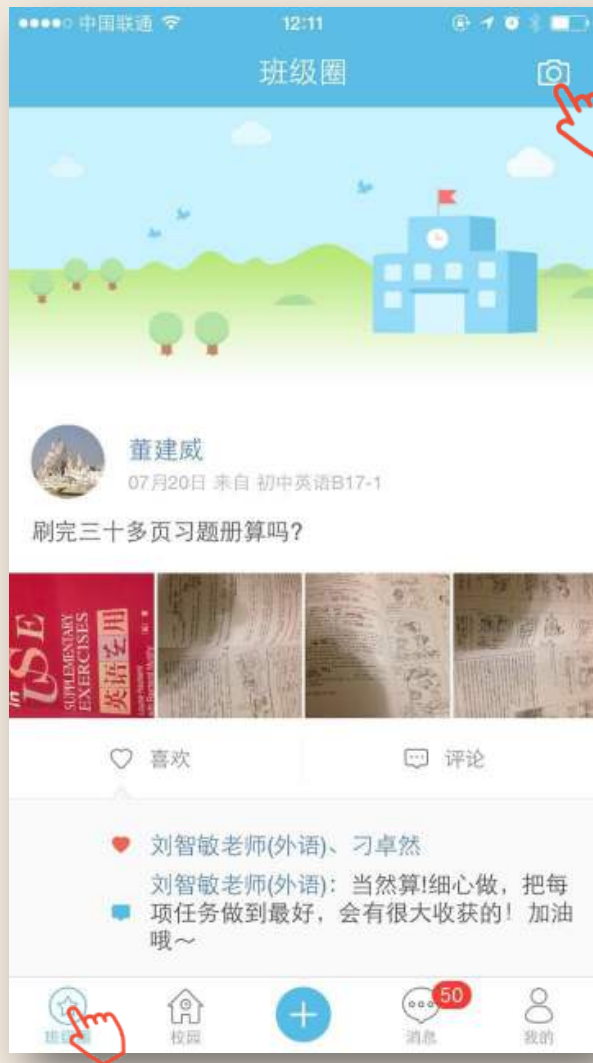 中国联通 12:11
班级圈
董建威
07月20日 来自 初中英语B17-1
刷完三十多页习题册算吗?
in USE
SUPPLEMENTARY
EXERCISES
英语在用
喜欢 评论
刘智敏老师(外语)、刁卓然
刘智敏老师(外语)：当然算!细心做，把每
项任务做到最好，会有很大收获的！加油
哦～
50
班级圈 校园 消息 我的